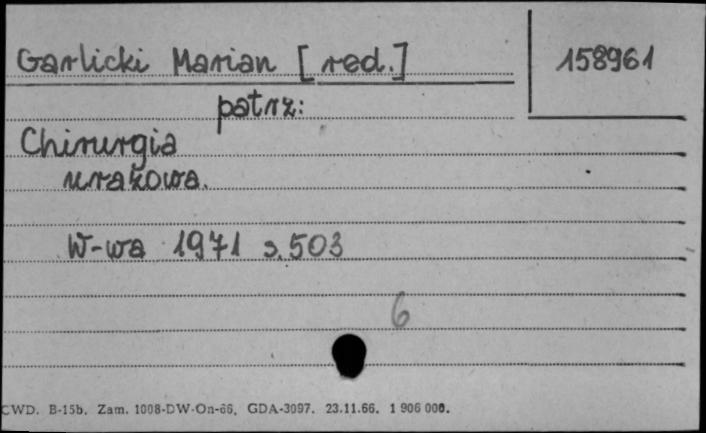 Garlicki Marian [red.]
158961
patrz:
Chirurgia
urazowa.
W-wa 1971 s. 503
6
CWD. B-15b. Zam. 1008-DW-On-66. GDA-3097. 23.11.66. 1 906 000.